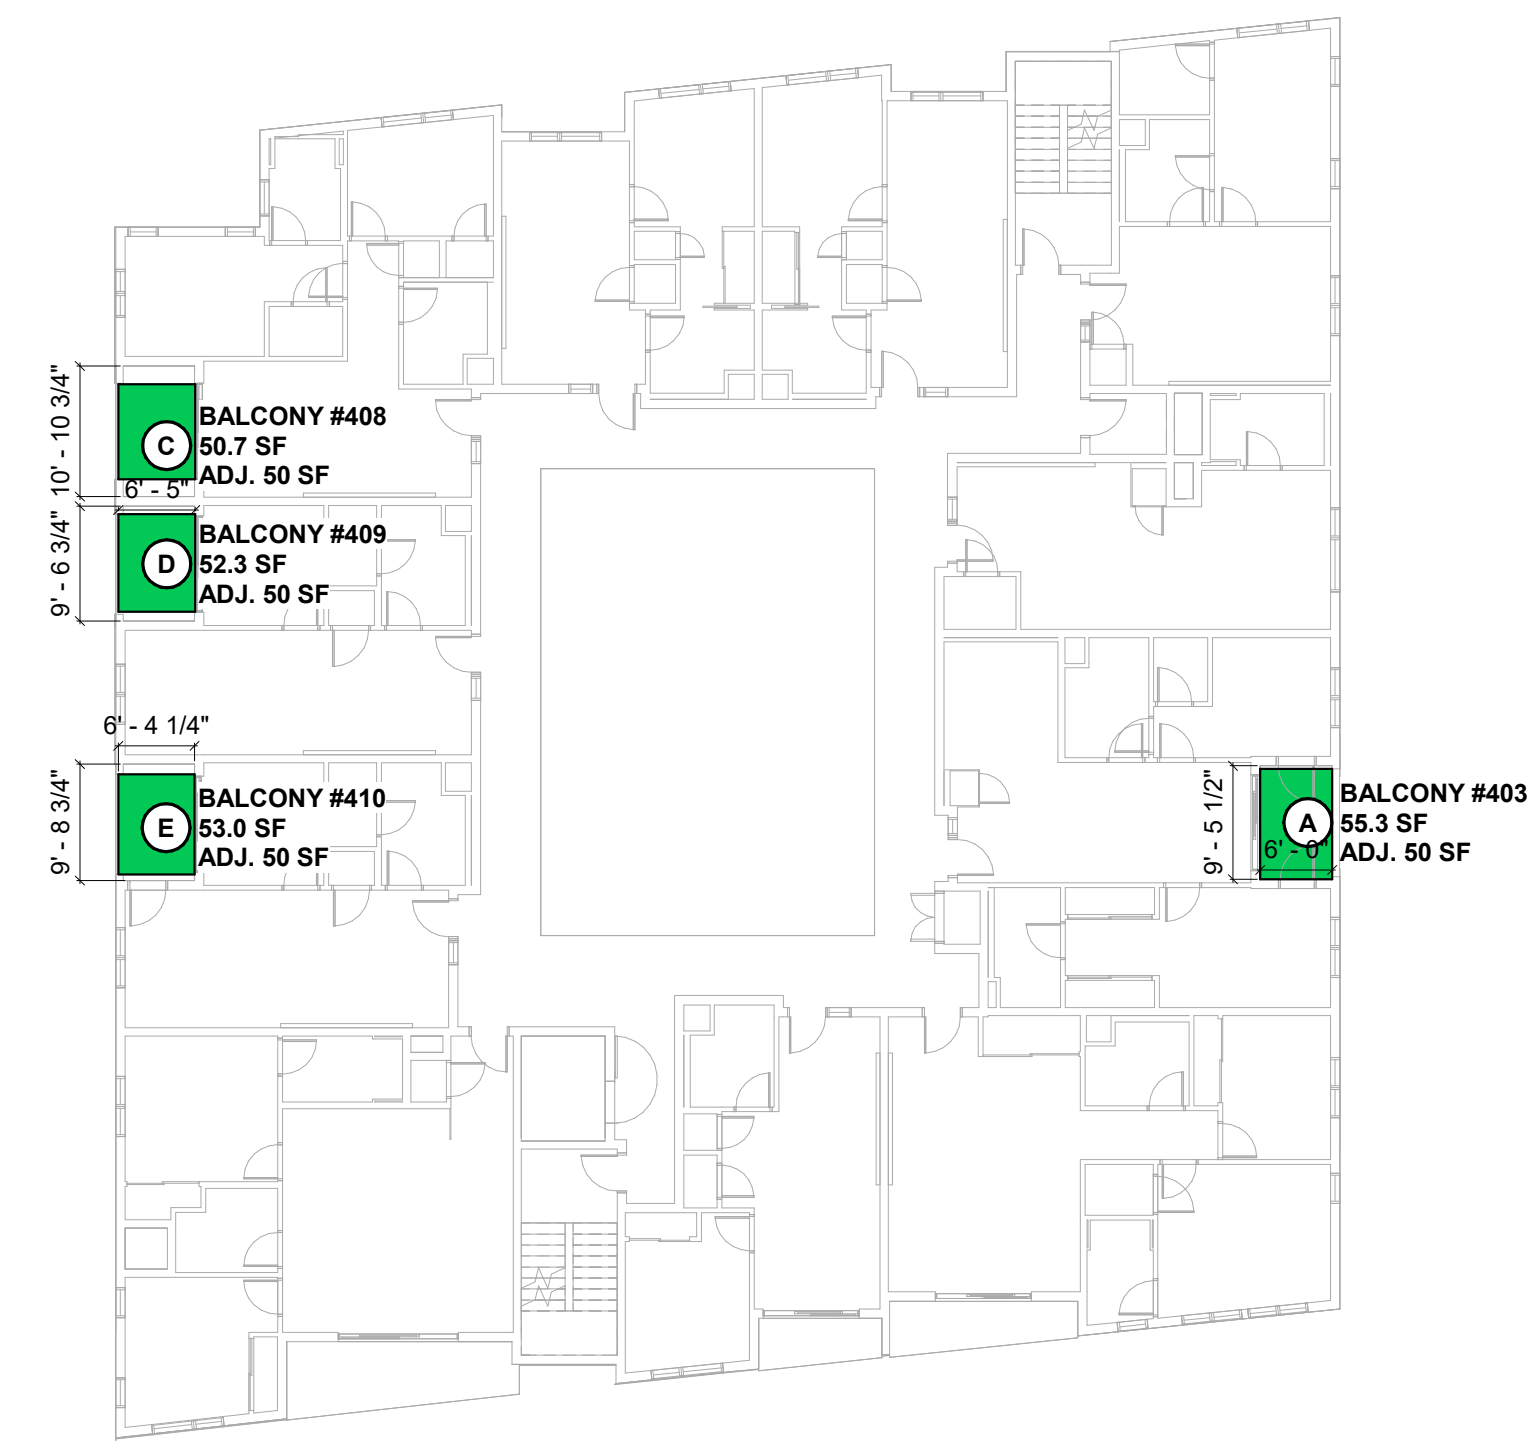 10' - 10 3/4"
C
BALCONY #408
50.7 SF
ADJ. 50 SF
6' - 5"
9' - 6 3/4"
D
BALCONY #409
52.3 SF
ADJ. 50 SF
6' - 4 1/4"
9' - 8 3/4"
E
BALCONY #410
53.0 SF
ADJ. 50 SF
9' - 5 1/2"
A
6' - 0"
BALCONY #403
55.3 SF
ADJ. 50 SF